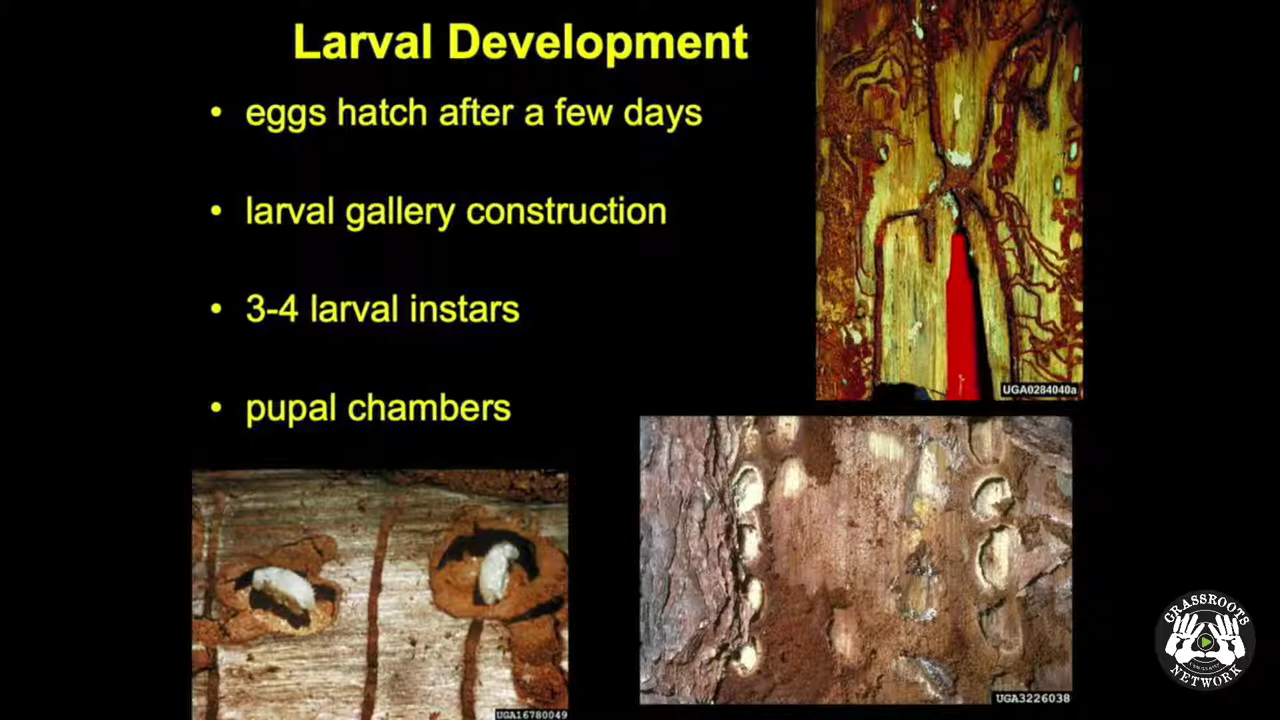 Larval Development
• eggs hatch after a few days
• larval gallery construction
• 3-4 larval instars
• pupal chambers
UGA0284040a
UGA3226038
UGA16780049
GRASSROOTS
NETWORK